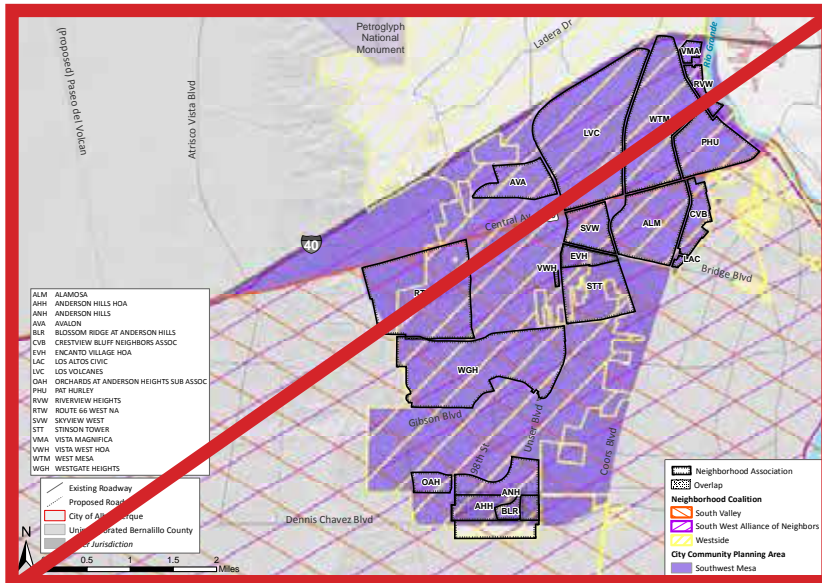 Petroglyph
National
Monument
Ladera Dr
Rio Grande
(Proposed) Paseo del Volcan
Atrisco Vista Blvd
VMA
RVW
LVC
WTM
PHU
AVA
Central Av
40
SVW
ALM
CVB
EVH
VWH
LAC
Bridge Blvd
STT
WGH
Gibson Blvd
Unser Blvd
98th St
Coors Blvd
OAH
ANH
AHH
BLR
Dennis Chavez Blvd
ALM ALAMOSA
AHH ANDERSON HILLS HOA
ANH ANDERSON HILLS
AVA AVALON
BLR BLOSSOM RIDGE AT ANDERSON HILLS
CVB CRESTVIEW BLUFF NEIGHBORS ASSOC
EVH ENCANTO VILLAGE HOA
LAC LOS ALTOS CIVIC
LVC LOS VOLCANES
OAH ORCHARDS AT ANDERSON HEIGHTS SUB ASSOC
PHU PAT HURLEY
RVW RIVERVIEW HEIGHTS
RTW ROUTE 66 WEST NA
SVW SKYVIEW WEST
STT STINSON TOWER
VMA VISTA MAGNIFICA
VWH VISTA WEST HOA
WTM WEST MESA
WGH WESTGATE HEIGHTS
Existing Roadway
Proposed
City of
Bernalillo County
Jurisdiction
N
0.5 1 1.5 2
Miles
Neighborhood Association
Overlap
Neighborhood Coalition
South Valley
South West Alliance of Neighbors
Westside
City Community Planning Area
Southwest Mesa